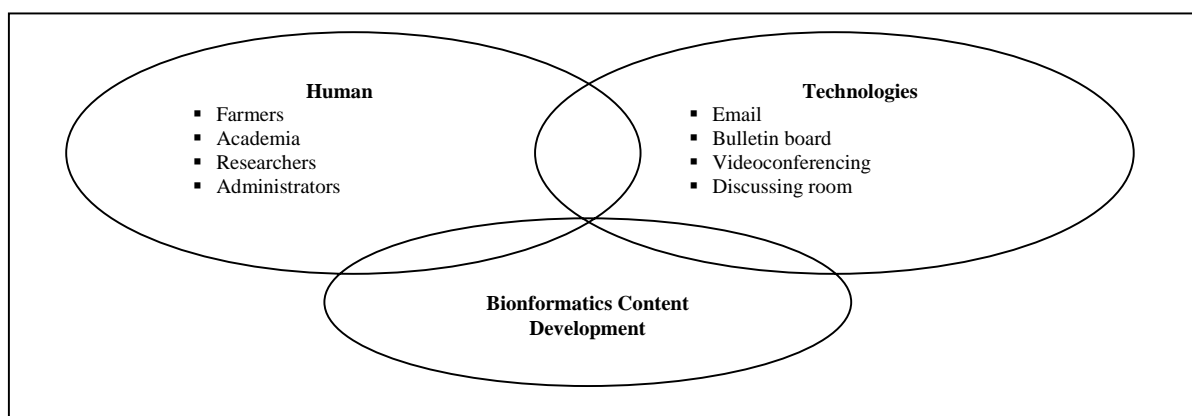 Human
▪ Farmers
▪ Academia
▪ Researchers
▪ Administrators
Technologies
▪ Email
▪ Bulletin board
▪ Videoconferencing
▪ Discussing room
Bionformatics Content
Development